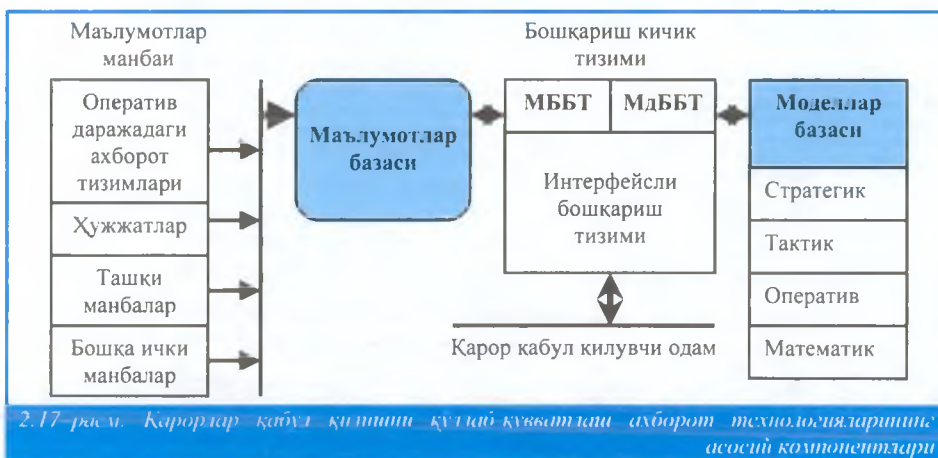 Маълумотлар
манбаи
Оператив
даражадаги
ахборот
тизимлари
Ҳужжатлар
Ташқи
манбалар
Бошқа ички
манбалар
Маълумотлар
базаси
Бошқариш кичик
тизими
МББТ
МдББТ
Интерфейсли
бошқариш
тизими
Қарор қабул килувчи одам
Моделлар
базаси
Стратегик
Тактик
Оператив
Математик
2.17-расм. Қарорлар қабул қилишни қўллаб-қувватлаш ахборот технологияларининг
асосий компонентлари